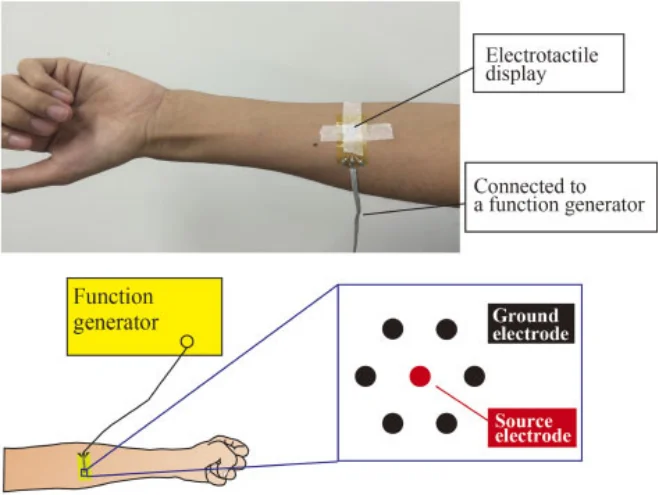 Electrotactile
display
Connected to
a function generator
Function
generator
Ground
electrode
Source
electrode